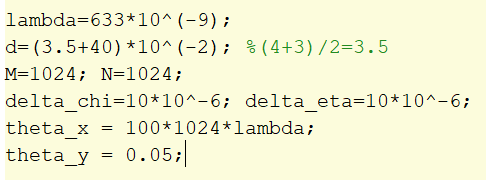 lambda=633*10^(-9);
d=(3.5+40)*10^(-2); %(4+3)/2=3.5
M=1024; N=1024;
delta_chi=10*10^-6; delta_eta=10*10^-6;
theta_x = 100*1024*lambda;
theta_y = 0.05;